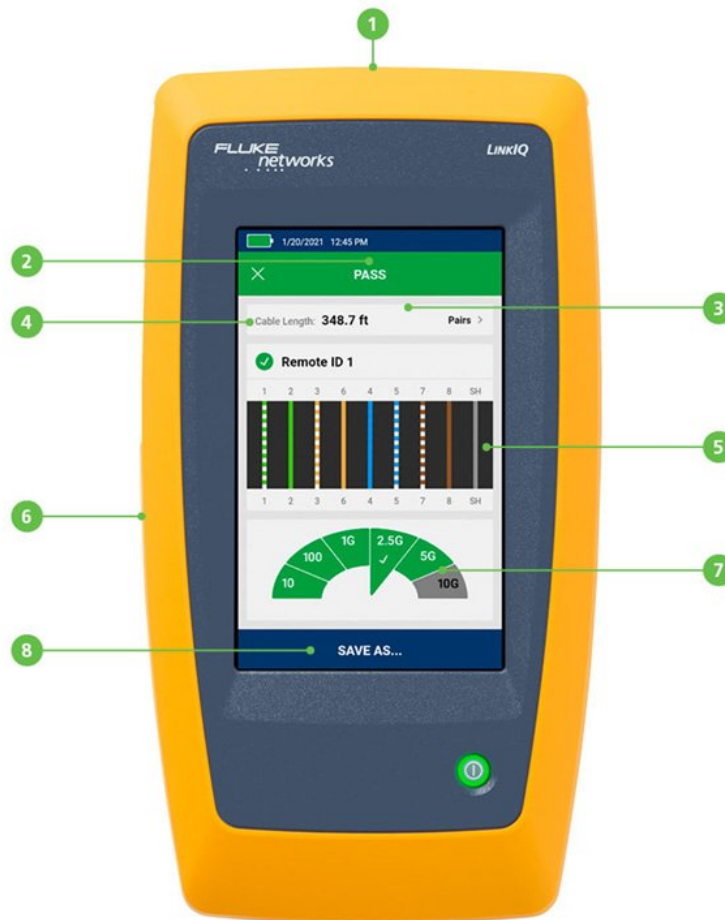 1
FLUKE
networks
LINKIQ
1/20/2021 12:45 PM
2
PASS
3
4
Cable Length: 348.7 ft Pairs >
Remote ID 1
1 2 3 6 4 5 7 8 SH
5
1 2 3 6 4 5 7 8 SH
6
10 100 1G 2.5G 5G 10G
7
8
SAVE AS...